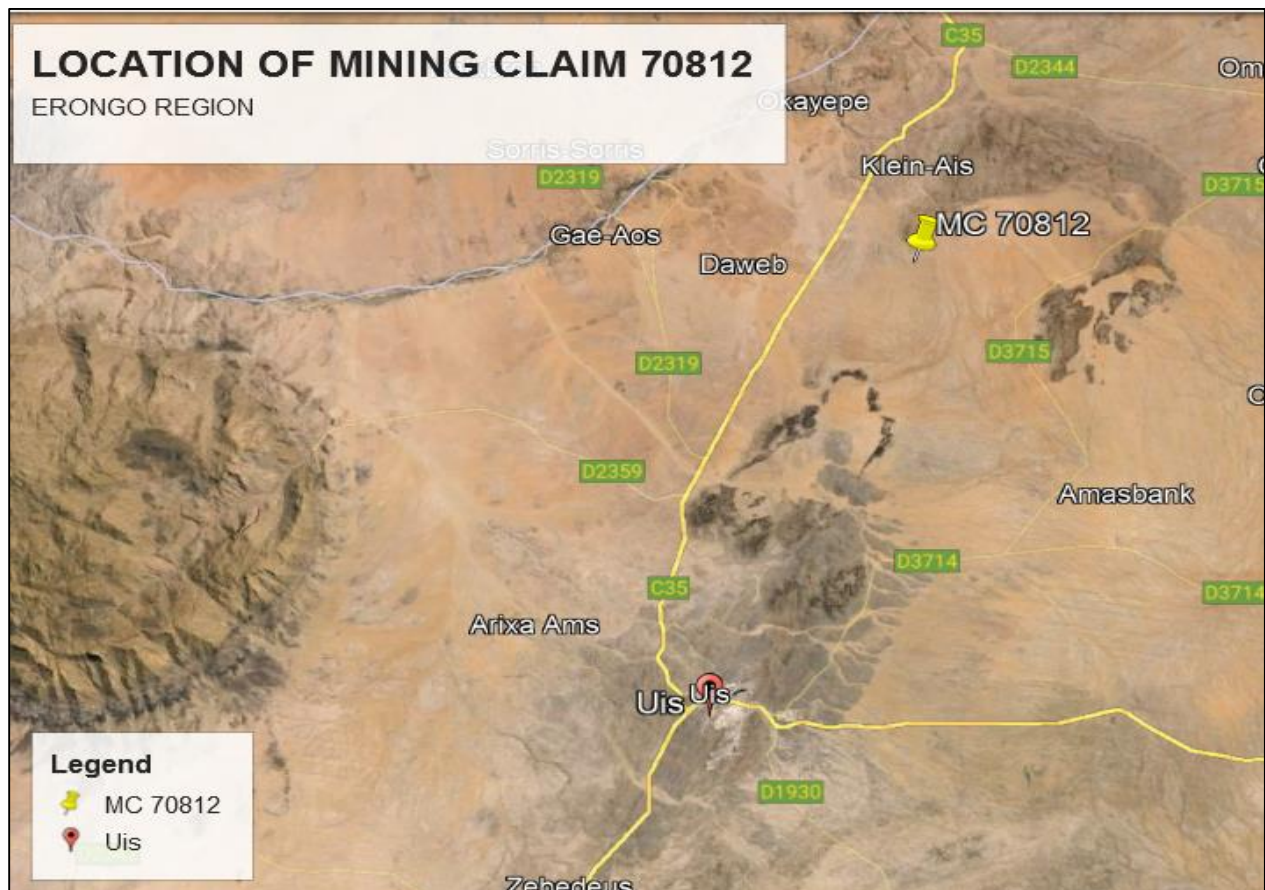 LOCATION OF MINING CLAIM 70812
ERONGO REGION
C35
D2344
Om
Okayepe
Sorris-Sorris
Klein-Ais
D2319
D3715
MC 70812
Gae-Aos
Daweb
D3715
D2319
D2359
Amasbank
D3714
C35
D3714
Arixa Ams
Uis
Uis
D1930
Legend
MC 70812
Uis
Zebedeus